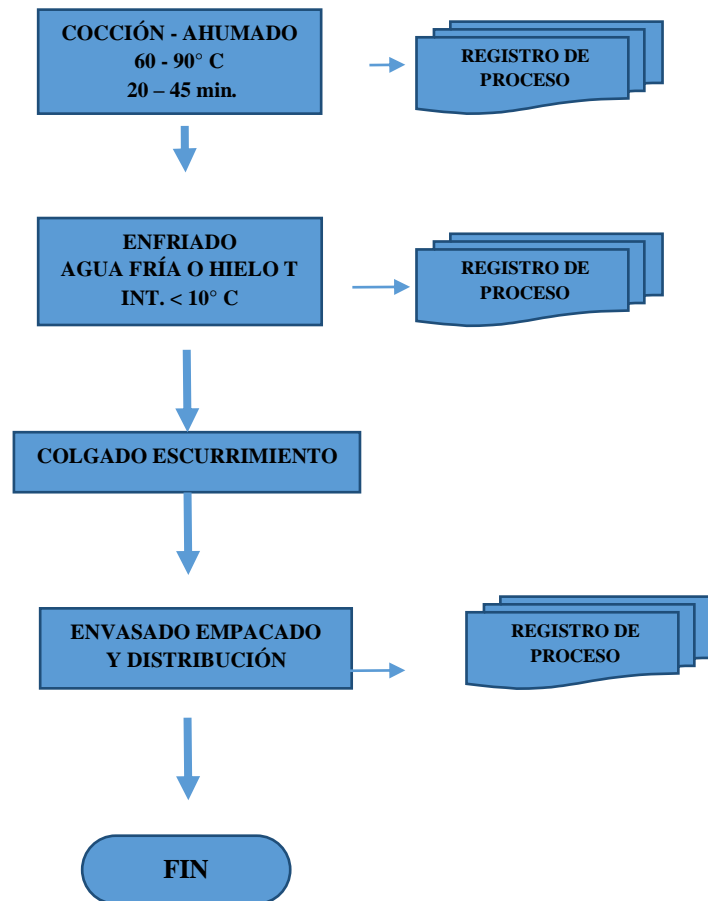 COCCIÓN - AHUMADO
60 - 90° C
20 – 45 min.
REGISTRO DE
PROCESO
ENFRIADO
AGUA FRÍA O HIELO T
INT. < 10° C
REGISTRO DE
PROCESO
COLGADO ESCURRIMIENTO
ENVASADO EMPACADO
Y DISTRIBUCIÓN
REGISTRO DE
PROCESO
FIN